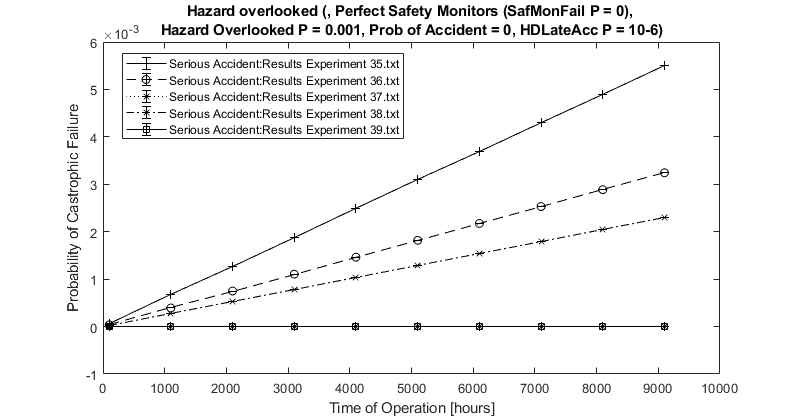 Hazard overlooked (, Perfect Safety Monitors (SafMonFail P = 0),
Hazard Overlooked P = 0.001, Prob of Accident = 0, HDLateAcc P = 10-6)
×10⁻³
6
5
4
3
2
1
0
-1
Probability of Castrophic Failure
Serious Accident:Results Experiment 35.txt
Serious Accident:Results Experiment 36.txt
Serious Accident:Results Experiment 37.txt
Serious Accident:Results Experiment 38.txt
Serious Accident:Results Experiment 39.txt
0 1000 2000 3000 4000 5000 6000 7000 8000 9000 10000
Time of Operation [hours]